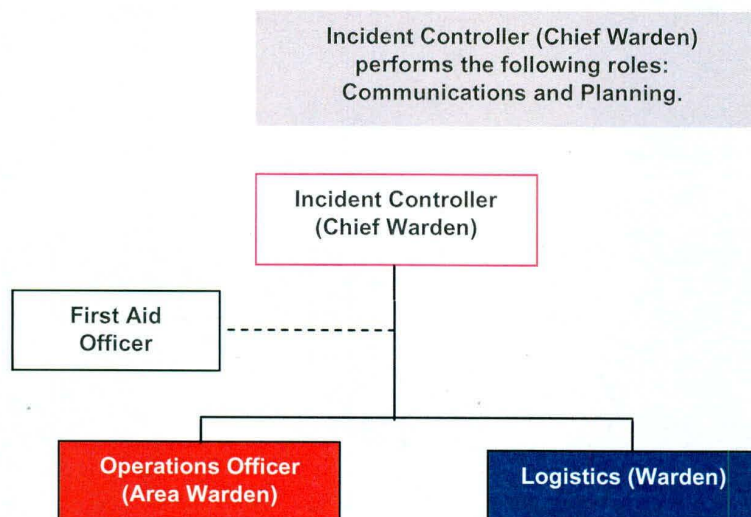 Incident Controller (Chief Warden)
performs the following roles:
Communications and Planning.
Incident Controller
(Chief Warden)
First Aid
Officer
Operations Officer
(Area Warden)
Logistics (Warden)